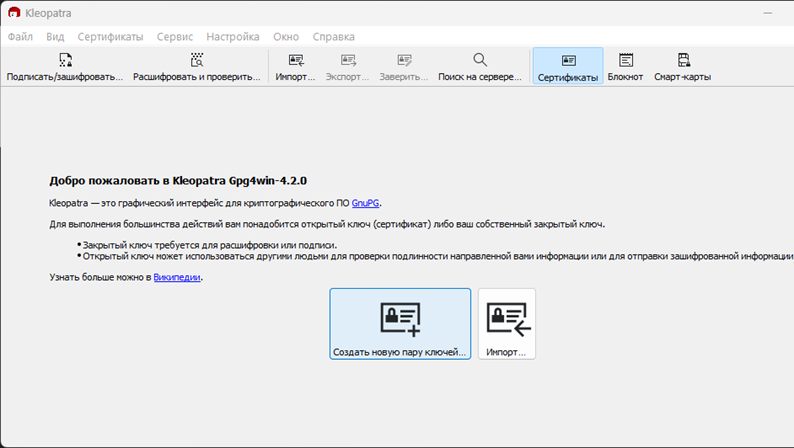 Kleopatra
Файл Вид Сертификаты Сервис Настройка Окно Справка
Подписать/зашифровать... Расшифровать и проверить... Импорт... Экспорт... Заверить... Поиск на сервере... Сертификаты Блокнот Смарт-карты
Добро пожаловать в Kleopatra Gpg4win-4.2.0
Kleopatra — это графический интерфейс для криптографического ПО GnuPG.
Для выполнения большинства действий вам понадобится открытый ключ (сертификат) либо ваш собственный закрытый ключ.
• Закрытый ключ требуется для расшифровки или подписи.
• Открытый ключ может использоваться другими людьми для проверки подлинности направленной вами информации или для отправки зашифрованной информации
Узнать больше можно в Википедии.
Создать новую пару ключей... Импорт...